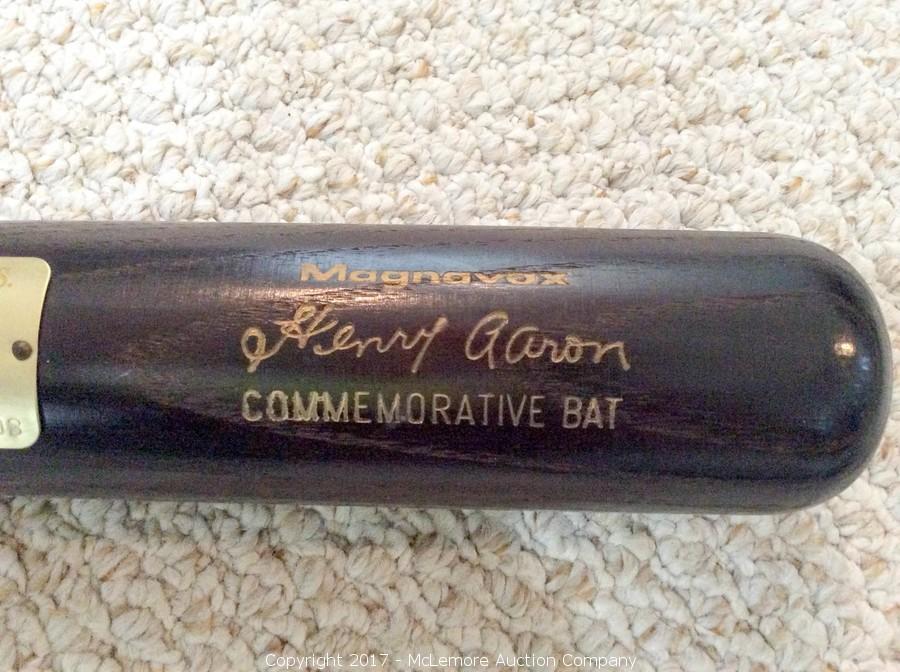 Magnavox
Henry Aaron
COMMEMORATIVE BAT
Copyright 2017 - McLemore Auction Company